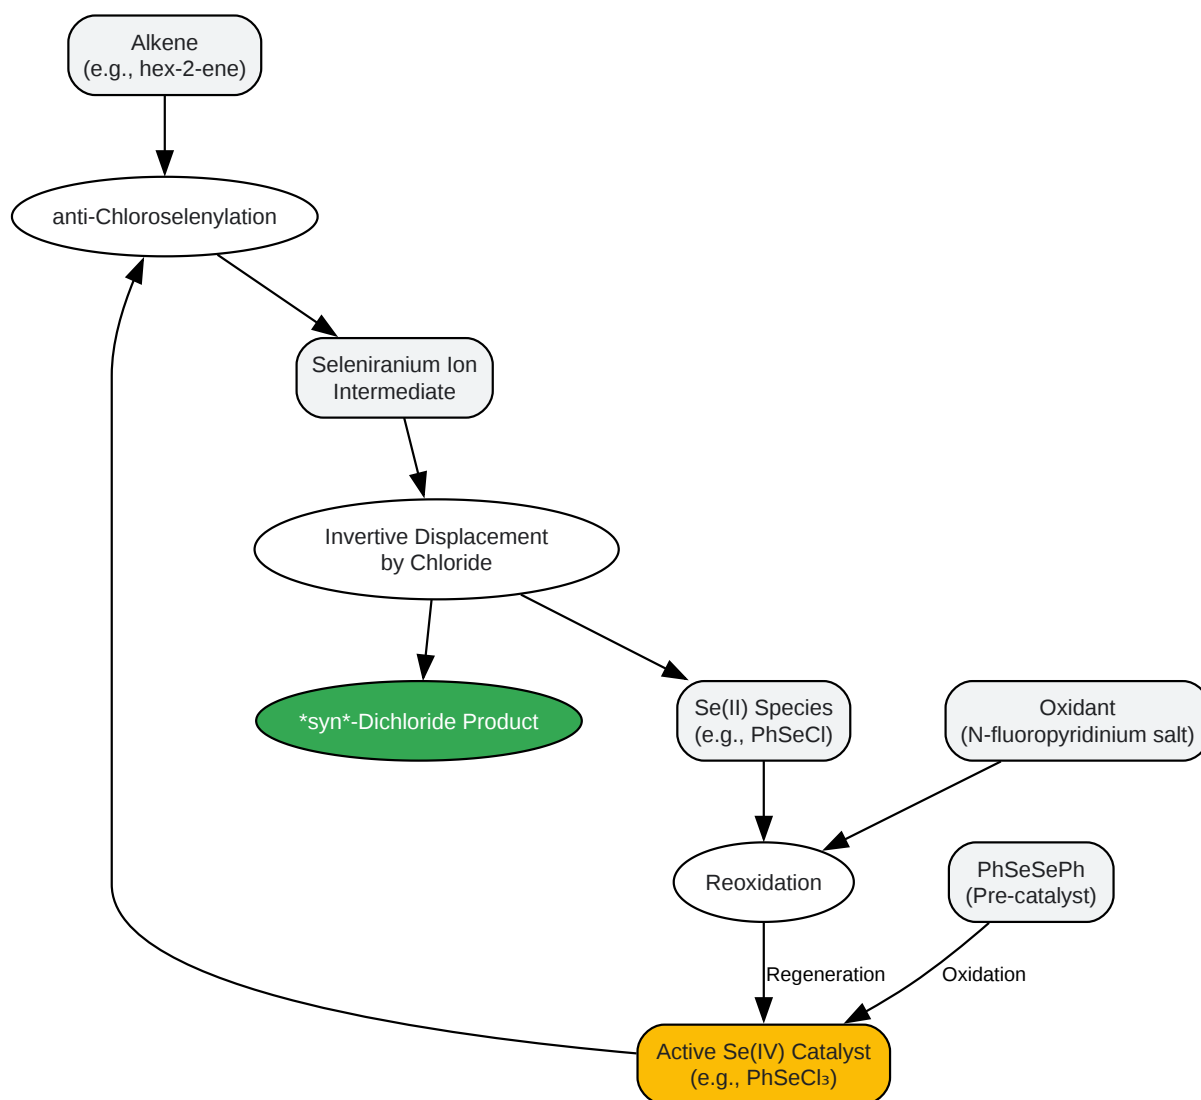 Alkene
(e.g., hex-2-ene)
anti-Chloroselenylation
Seleniranium Ion
Intermediate
Invertive Displacement
by Chloride
*syn*-Dichloride Product
Se(II) Species
(e.g., PhSeCl)
Oxidant
(N-fluoropyridinium salt)
Reoxidation
PhSeSePh
(Pre-catalyst)
Regeneration
Oxidation
Active Se(IV) Catalyst
(e.g., PhSeCl₃)